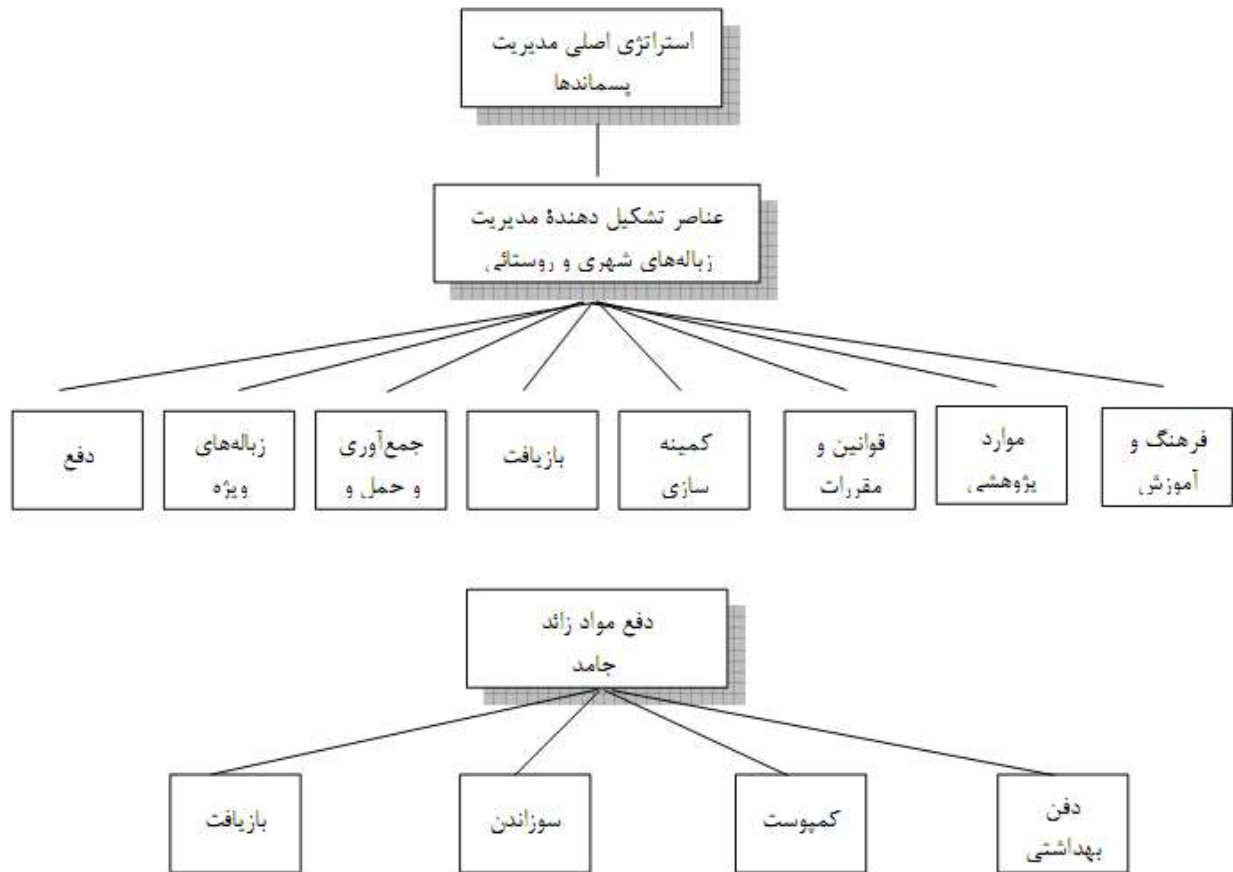 استراتژی اصلی مدیریت
پسماندها
عناصر تشکیل دهندۀ مدیریت
زباله‌های شهری و روستائی
فرهنگ و
آموزش
موارد
پژوهشی
قوانین و
مقررات
کمینه
سازی
بازیافت
جمع‌آوری
و حمل و
زباله‌های
ویژه
دفع
دفع مواد زائد
جامد
دفن
بهداشتی
کمپوست
سوزاندن
بازیافت